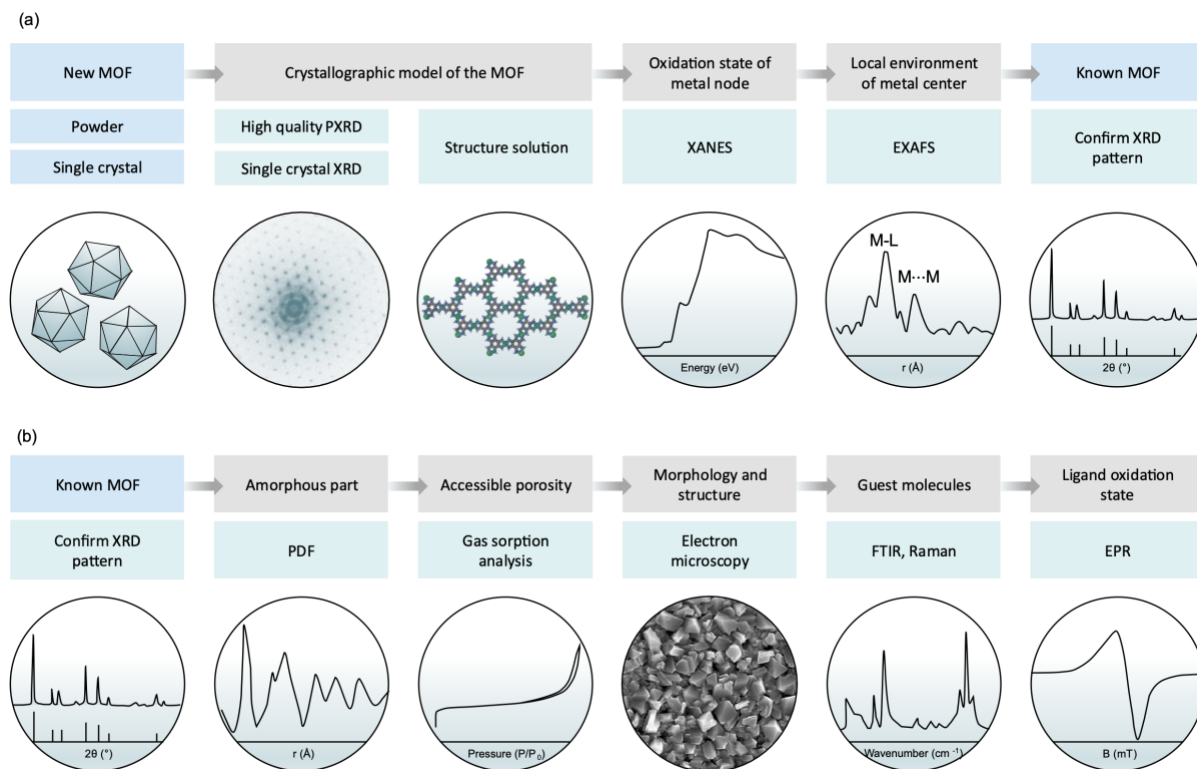 (a)
New MOF
Crystallographic model of the MOF
Oxidation state of
metal node
Local environment
of metal center
Known MOF
Powder
Single crystal
High quality PXRD
Single crystal XRD
Structure solution
XANES
EXAFS
Confirm XRD
pattern
M-L
M···M
Energy (eV)
r (Å)
2θ (°)
(b)
Known MOF
Amorphous part
Accessible porosity
Morphology and
structure
Guest molecules
Ligand oxidation
state
Confirm XRD
pattern
PDF
Gas sorption
analysis
Electron
microscopy
FTIR, Raman
EPR
2θ (°)
r (Å)
Pressure (P/P₀)
Wavenumber (cm⁻¹)
B (mT)